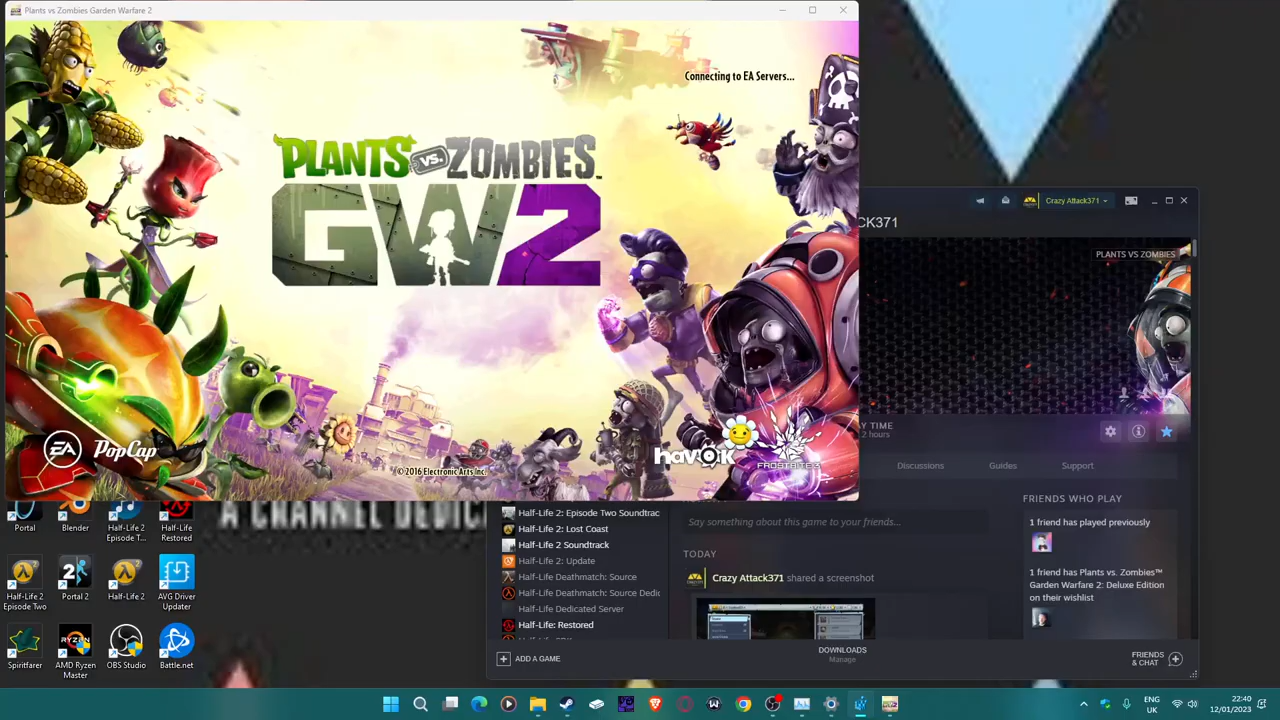 Plants vs Zombies Garden Warfare 2
Connecting to EA Servers...
PLANTS VS. ZOMBIES
GW2
EA PopCap
© 2016 Electronic Arts Inc.
havok
FROSTBITE 3
Crazy Attack371
CK371
PLANTS VS ZOMBIES
Y TIME
2 hours
Discussions
Guides
Support
FRIENDS WHO PLAY
1 friend has played previously
1 friend has Plants vs. Zombies™
Garden Warfare 2: Deluxe Edition
on their wishlist
Half-Life 2: Episode Two Soundtrac
Half-Life 2: Lost Coast
Half-Life 2 Soundtrack
Half-Life 2: Update
Half-Life Deathmatch: Source
Half-Life Deathmatch: Source Dedic
Half-Life Dedicated Server
Half-Life: Restored
Say something about this game to your friends...
TODAY
Crazy Attack371 shared a screenshot
ADD A GAME
DOWNLOADS
Manage
FRIENDS
& CHAT
A CHANNEL DEDIC
Portal
Blender
Half-Life 2
Episode T...
Half-Life
Restored
Half-Life 2
Episode Two
Portal 2
Half-Life 2
AVG Driver
Updater
Spiritfarer
AMD Ryzen
Master
OBS Studio
Battle.net
RYZEN
ENG
UK
22:40
12/01/2023